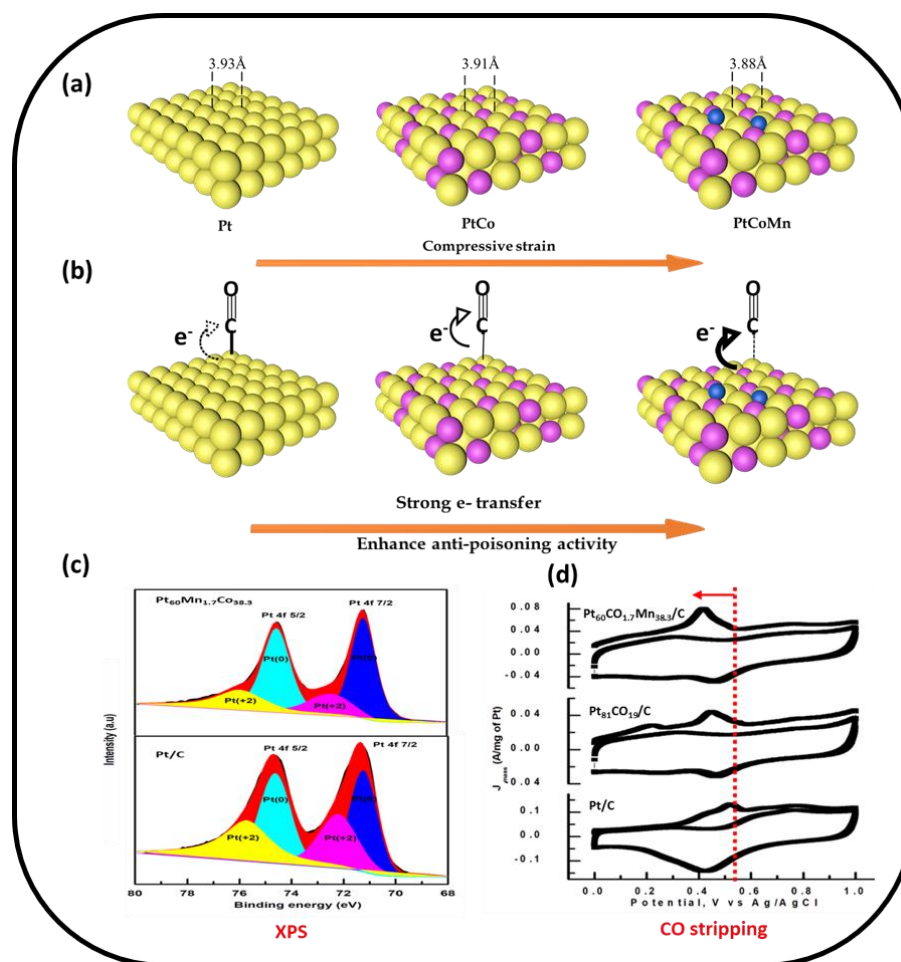 (a)
3.93Å
3.91Å
3.88Å
Pt
PtCo
PtCoMn
Compressive strain
(b)
O
C
e-
O
C
e-
O
C
e-
Strong e- transfer
Enhance anti-poisoning activity
(c)
Pt60Mn1.7Co38.3
Pt 4f 5/2
Pt 4f 7/2
Pt(0)
Pt(0)
Pt(+2)
Pt(+2)
Pt/C
Pt 4f 5/2
Pt 4f 7/2
Pt(0)
Pt(0)
Pt(+2)
Pt(+2)
Intensity (a.u)
80 78 76 74 72 70 68
Binding energy (eV)
XPS
(d)
0.08
0.04
0.00
-0.04
Pt60CO1.7Mn38.3/C
0.04
0.00
0.04
Pt81CO19/C
0.1
0.0
-0.1
Pt/C
(A/mg of Pt)
0.0 0.2 0.4 0.6 0.8 1.0
Potential, V vs Ag/AgCl
CO stripping